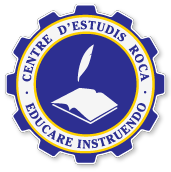 CENTRE D'ESTUDIS ROCA
· EDUCARE INSTRUENDO ·